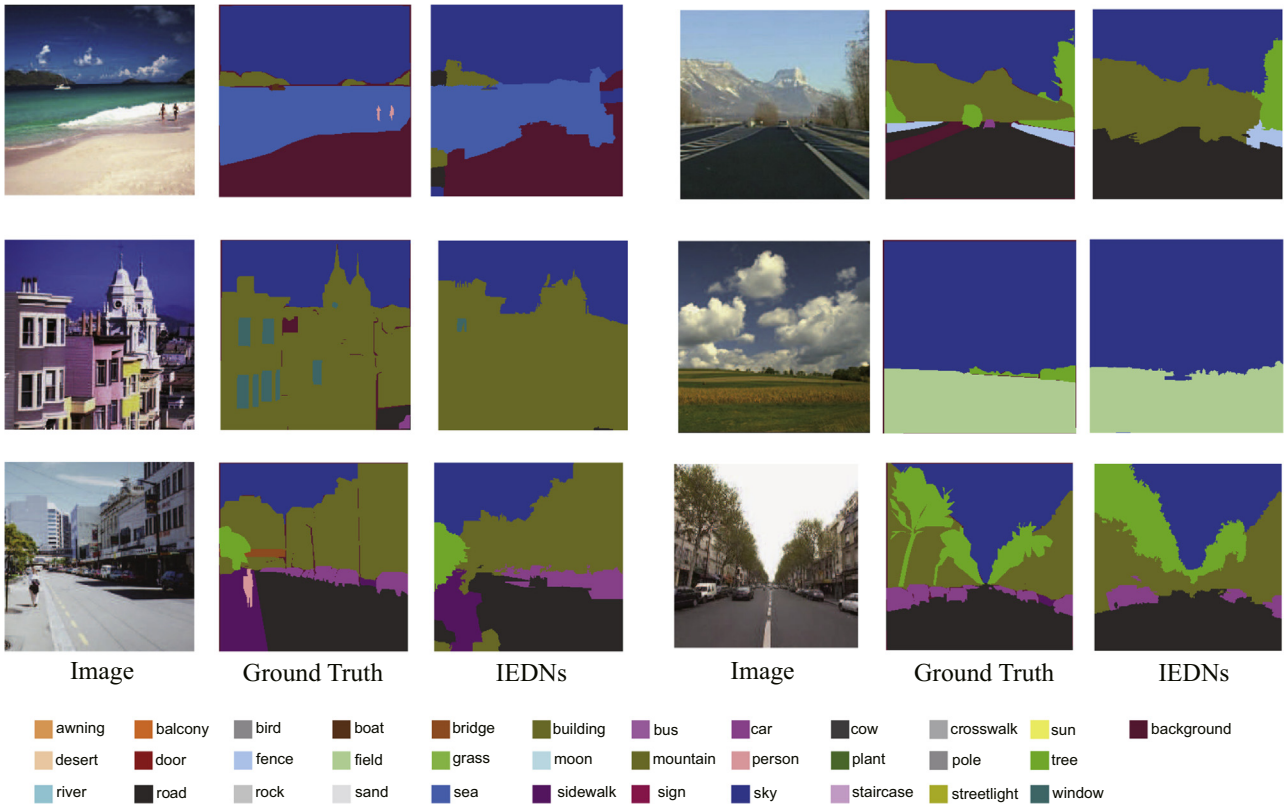 Image Ground Truth IEDNs Image Ground Truth IEDNs
awning balcony bird boat bridge building bus car cow crosswalk sun background
desert door fence field grass moon mountain person plant pole tree
river road rock sand sea sidewalk sign sky staircase streetlight window